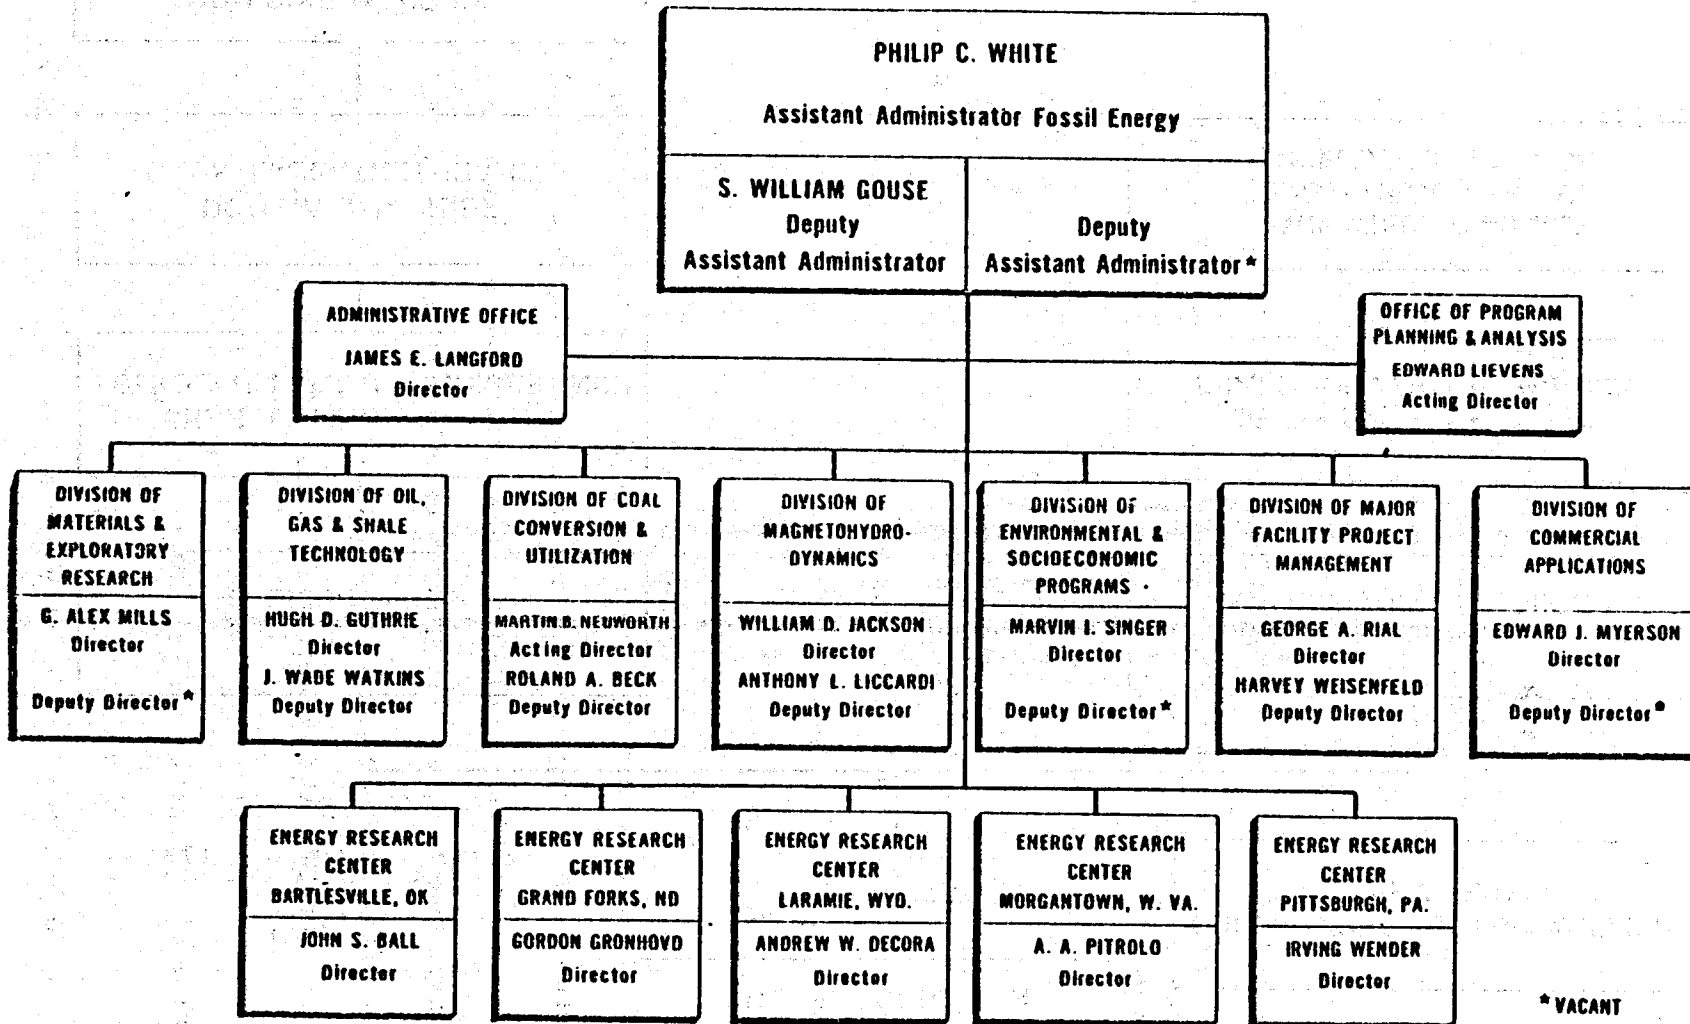 PHILIP C. WHITE
Assistant Administrator Fossil Energy
S. WILLIAM GOUSE
Deputy
Assistant Administrator
Deputy
Assistant Administrator*
ADMINISTRATIVE OFFICE
JAMES E. LANGFORD
Director
OFFICE OF PROGRAM
PLANNING & ANALYSIS
EDWARD LIEVENS
Acting Director
DIVISION OF
MATERIALS &
EXPLORATORY
RESEARCH
G. ALEX MILLS
Director
Deputy Director*
DIVISION OF OIL,
GAS & SHALE
TECHNOLOGY
HUGH D. GUTHRIE
Director
J. WADE WATKINS
Deputy Director
DIVISION OF COAL
CONVERSION &
UTILIZATION
MARTIN B. NEUWORTH
Acting Director
ROLAND A. BECK
Deputy Director
DIVISION OF
MAGNETOHYDRO-
DYNAMICS
WILLIAM D. JACKSON
Director
ANTHONY L. LICCARDI
Deputy Director
DIVISION OF
ENVIRONMENTAL &
SOCIOECONOMIC
PROGRAMS
MARVIN I. SINGER
Director
Deputy Director*
DIVISION OF MAJOR
FACILITY PROJECT
MANAGEMENT
GEORGE A. RIAL
Director
HARVEY WEISENFELD
Deputy Director
DIVISION OF
COMMERCIAL
APPLICATIONS
EDWARD J. MYERSON
Director
Deputy Director*
ENERGY RESEARCH
CENTER
BARTLESVILLE, OK
JOHN S. BALL
Director
ENERGY RESEARCH
CENTER
GRAND FORKS, ND
GORDON GRONHOVD
Director
ENERGY RESEARCH
CENTER
LARAMIE, WYO.
ANDREW W. DECORA
Director
ENERGY RESEARCH
CENTER
MORGANTOWN, W. VA.
A. A. PITROLO
Director
ENERGY RESEARCH
CENTER
PITTSBURGH, PA.
IRVING WENDER
Director
*VACANT